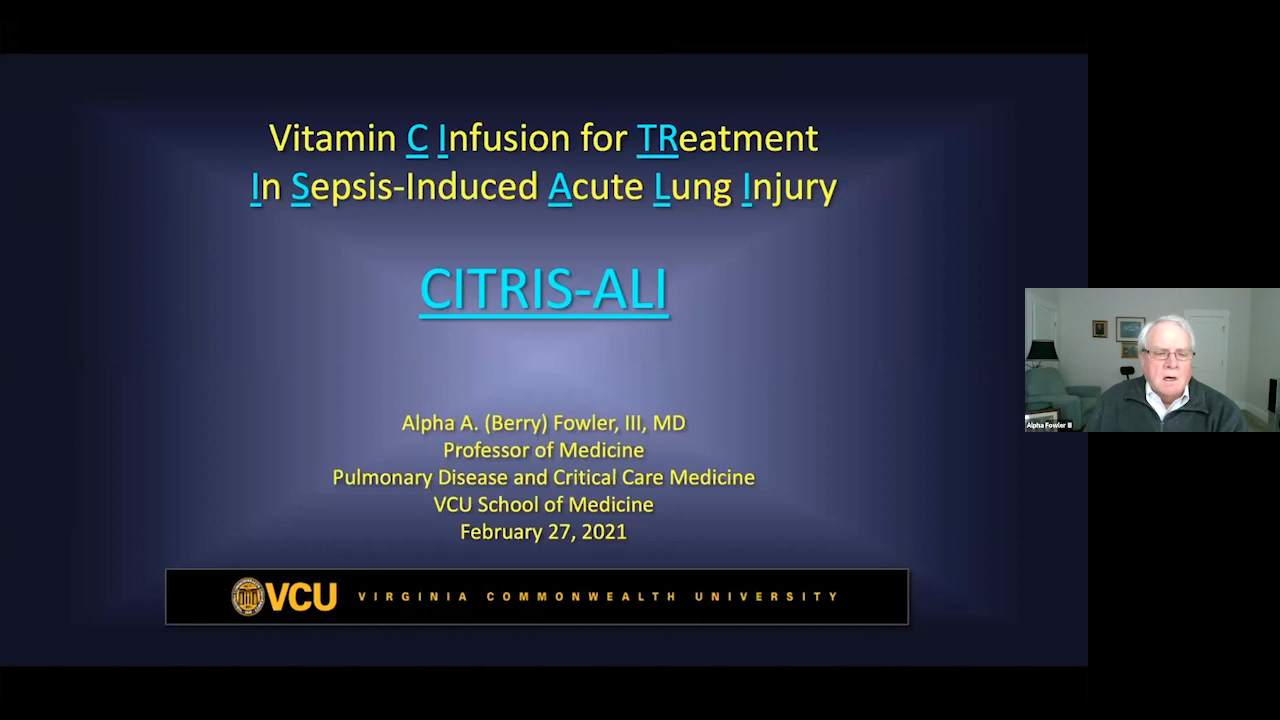 Vitamin C Infusion for TReatment
In Sepsis-Induced Acute Lung Injury
CITRIS-ALI
Alpha A. (Berry) Fowler, III, MD
Professor of Medicine
Pulmonary Disease and Critical Care Medicine
VCU School of Medicine
February 27, 2021
VCU VIRGINIA COMMONWEALTH UNIVERSITY
Alpha Fowler III